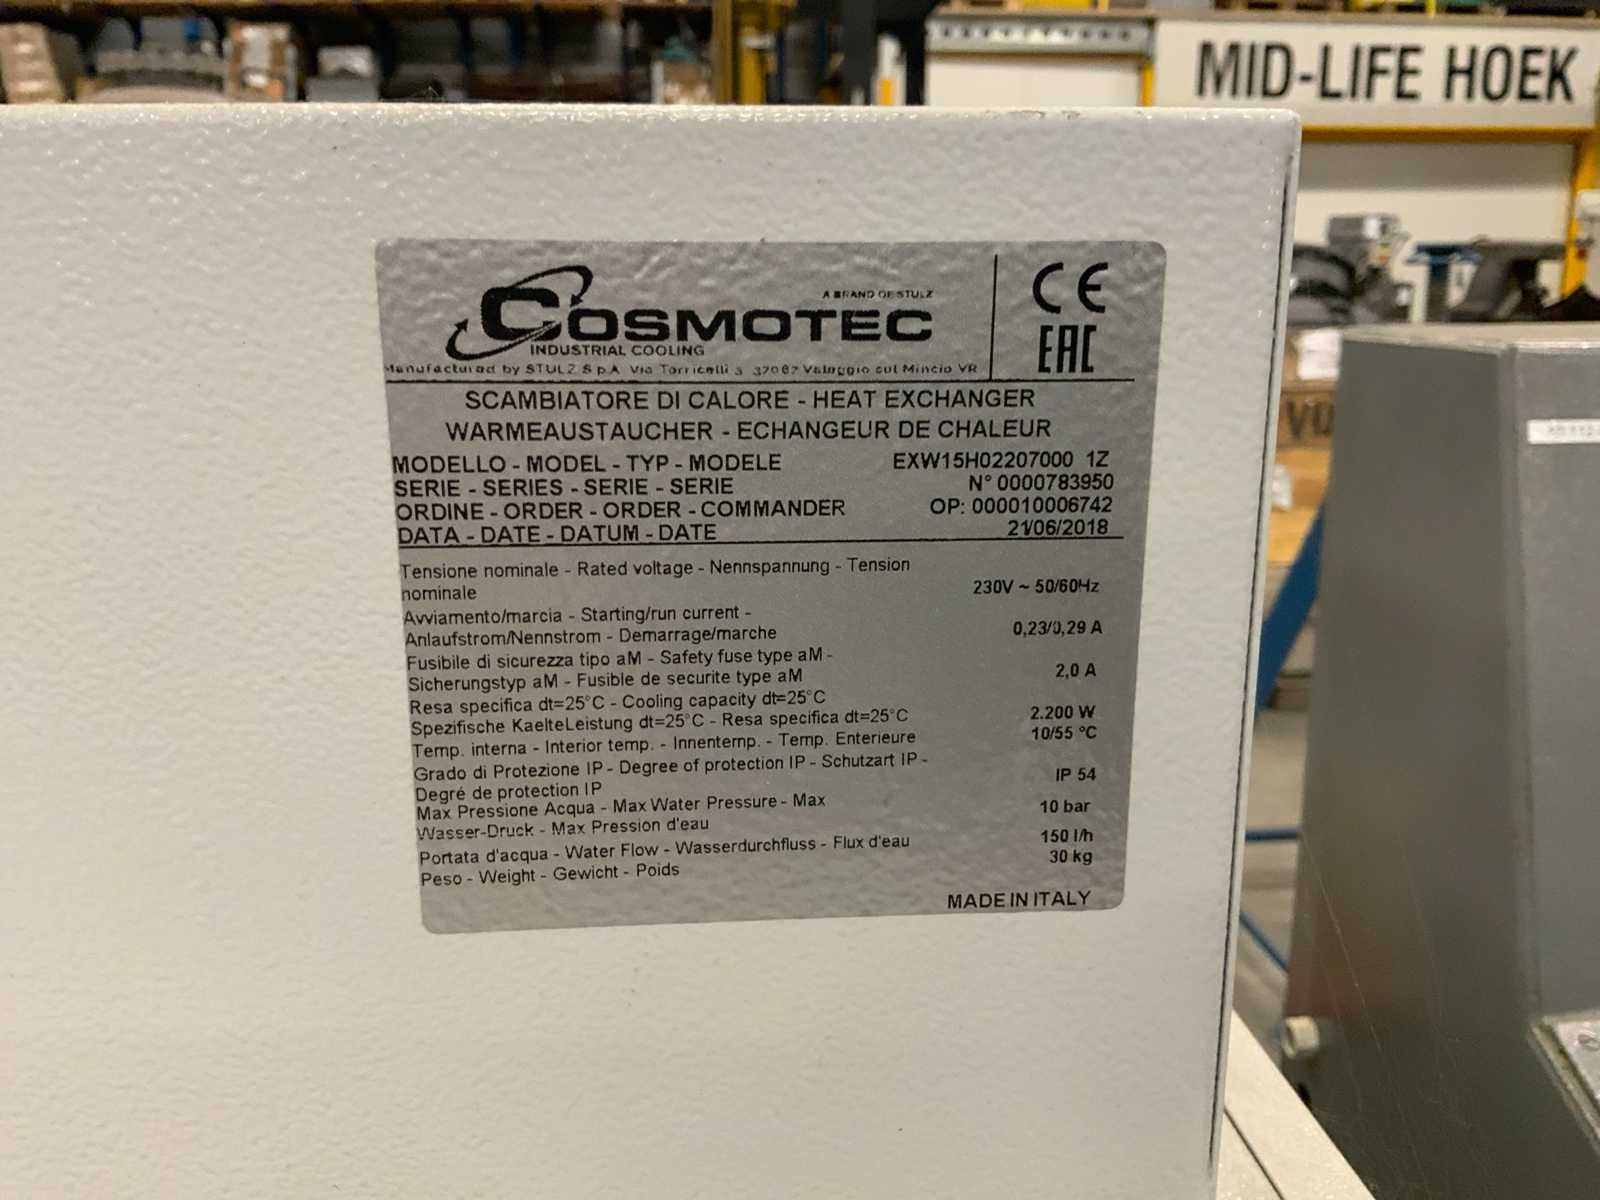 MID-LIFE HOEK
A BRAND OF STULZ
COSMOTEC
INDUSTRIAL COOLING
Manufactured by STULZ S.p.A. Via Torricelli 3 37067 Valeggio sul Mincio VR
CE
EAC
SCAMBIATORE DI CALORE - HEAT EXCHANGER
WARMEAUSTAUCHER - ECHANGEUR DE CHALEUR
MODELLO - MODEL - TYP - MODELE EXW15H02207000 1Z
SERIE - SERIES - SERIE - SERIE N° 0000783950
ORDINE - ORDER - ORDER - COMMANDER OP: 000010006742
DATA - DATE - DATUM - DATE 21/06/2018
Tensione nominale - Rated voltage - Nennspannung - Tension
nominale 230V ~ 50/60Hz
Avviamento/marcia - Starting/run current -
Anlaufstrom/Nennstrom - Demarrage/marche 0,23/0,29 A
Fusibile di sicurezza tipo aM - Safety fuse type aM -
Sicherungstyp aM - Fusible de securite type aM 2,0 A
Resa specifica dt=25°C - Cooling capacity dt=25°C
Spezifische KaelteLeistung dt=25°C - Resa specifica dt=25°C 2.200 W
Temp. interna - Interior temp. - Innentemp. - Temp. Enterieure 10/55 °C
Grado di Protezione IP - Degree of protection IP - Schutzart IP -
Degré de protection IP IP 54
Max Pressione Acqua - Max Water Pressure - Max
Wasser-Druck - Max Pression d'eau 10 bar
Portata d'acqua - Water Flow - Wasserdurchfluss - Flux d'eau 150 l/h
Peso - Weight - Gewicht - Poids 30 kg
MADE IN ITALY